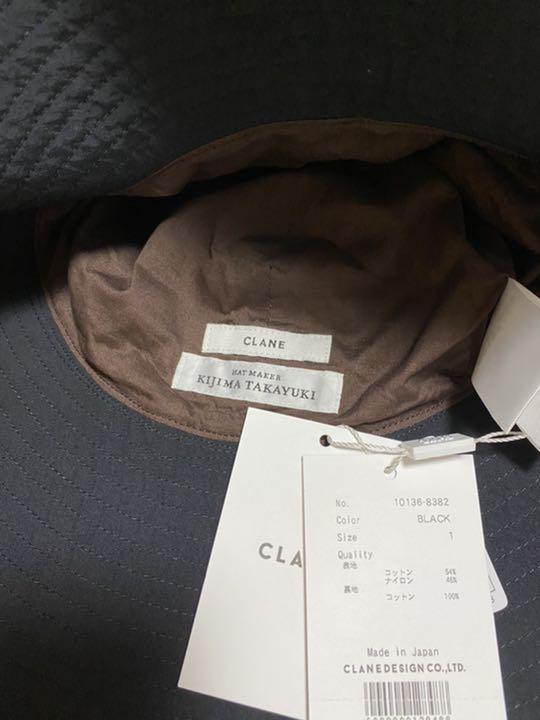 CLANE
HAT MAKER
KIJIMA TAKAYUKI
CLA
No. 10136-8382
Color BLACK
Size 1
Quality
表地 コットン 54%
ナイロン 46%
裏地 コットン 100%
Made in Japan
CLANE DESIGN CO., LTD.